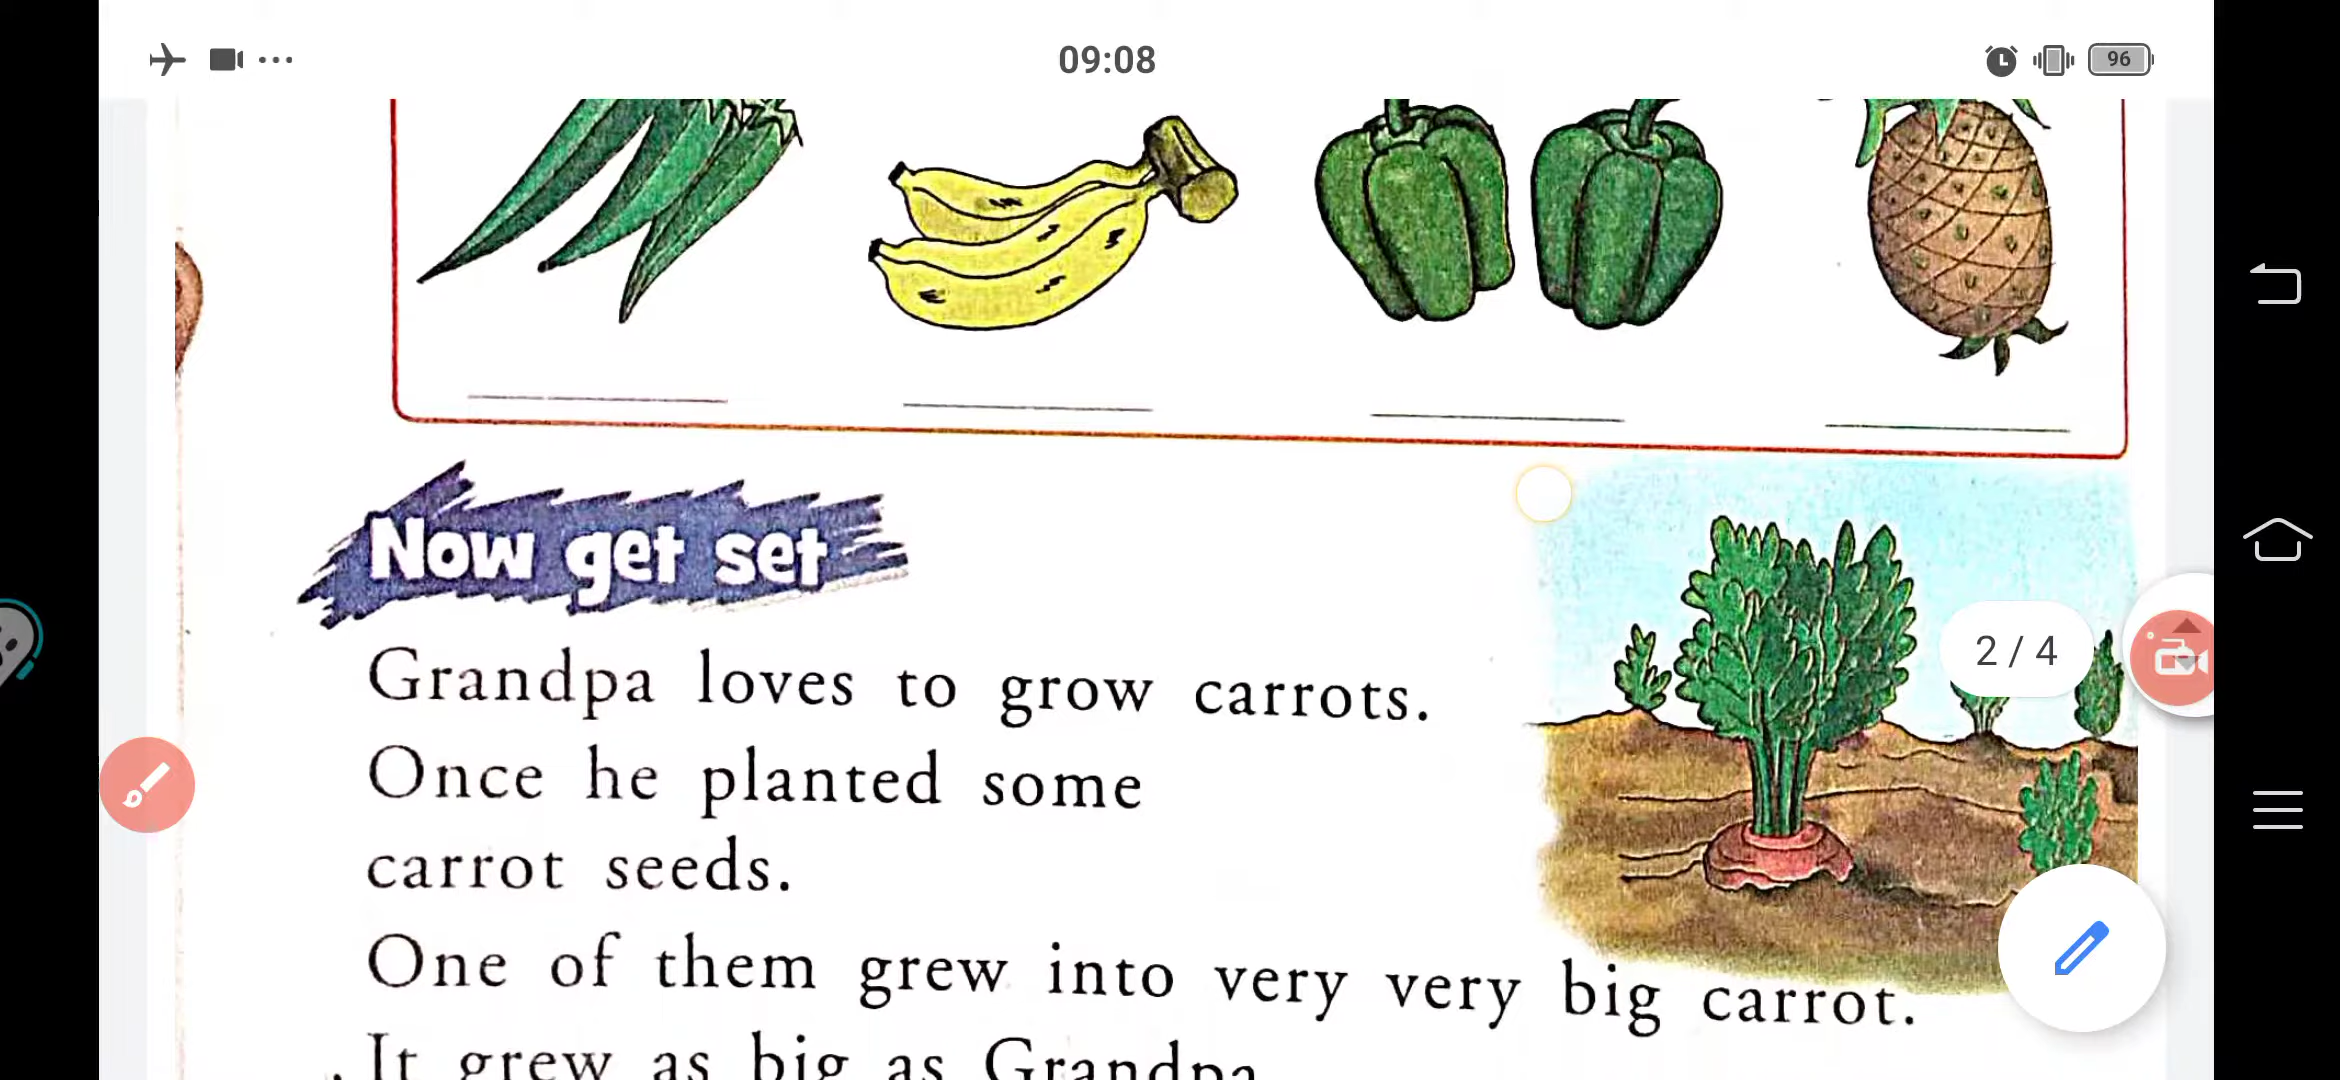 09:08
96
Now get set
Grandpa loves to grow carrots.
2 / 4
Once he planted some
carrot seeds.
One of them grew into very very big carrot.
It grew as big as Grandpa